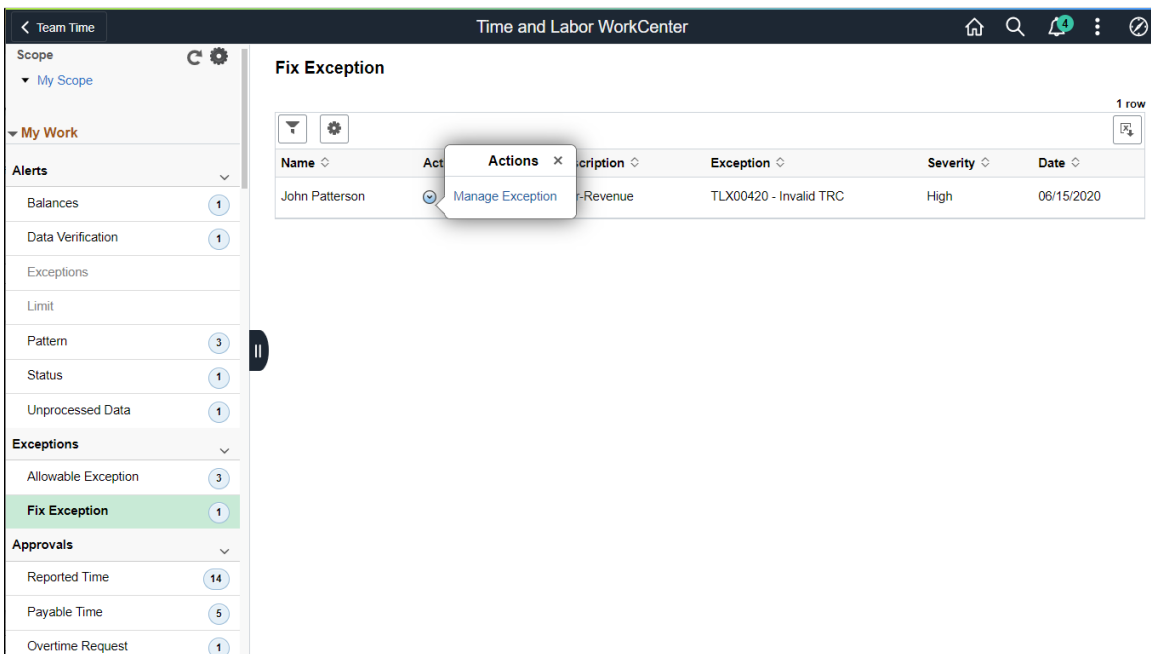 Team Time
Time and Labor WorkCenter
4
Scope
My Scope
My Work
Alerts
Balances 1
Data Verification 1
Exceptions
Limit
Pattern 3
Status 1
Unprocessed Data 1
Exceptions
Allowable Exception 3
Fix Exception 1
Approvals
Reported Time 14
Payable Time 5
Overtime Request 1
Fix Exception
1 row
Name Act cription Exception Severity Date
Actions ×
Manage Exception
John Patterson r-Revenue TLX00420 - Invalid TRC High 06/15/2020